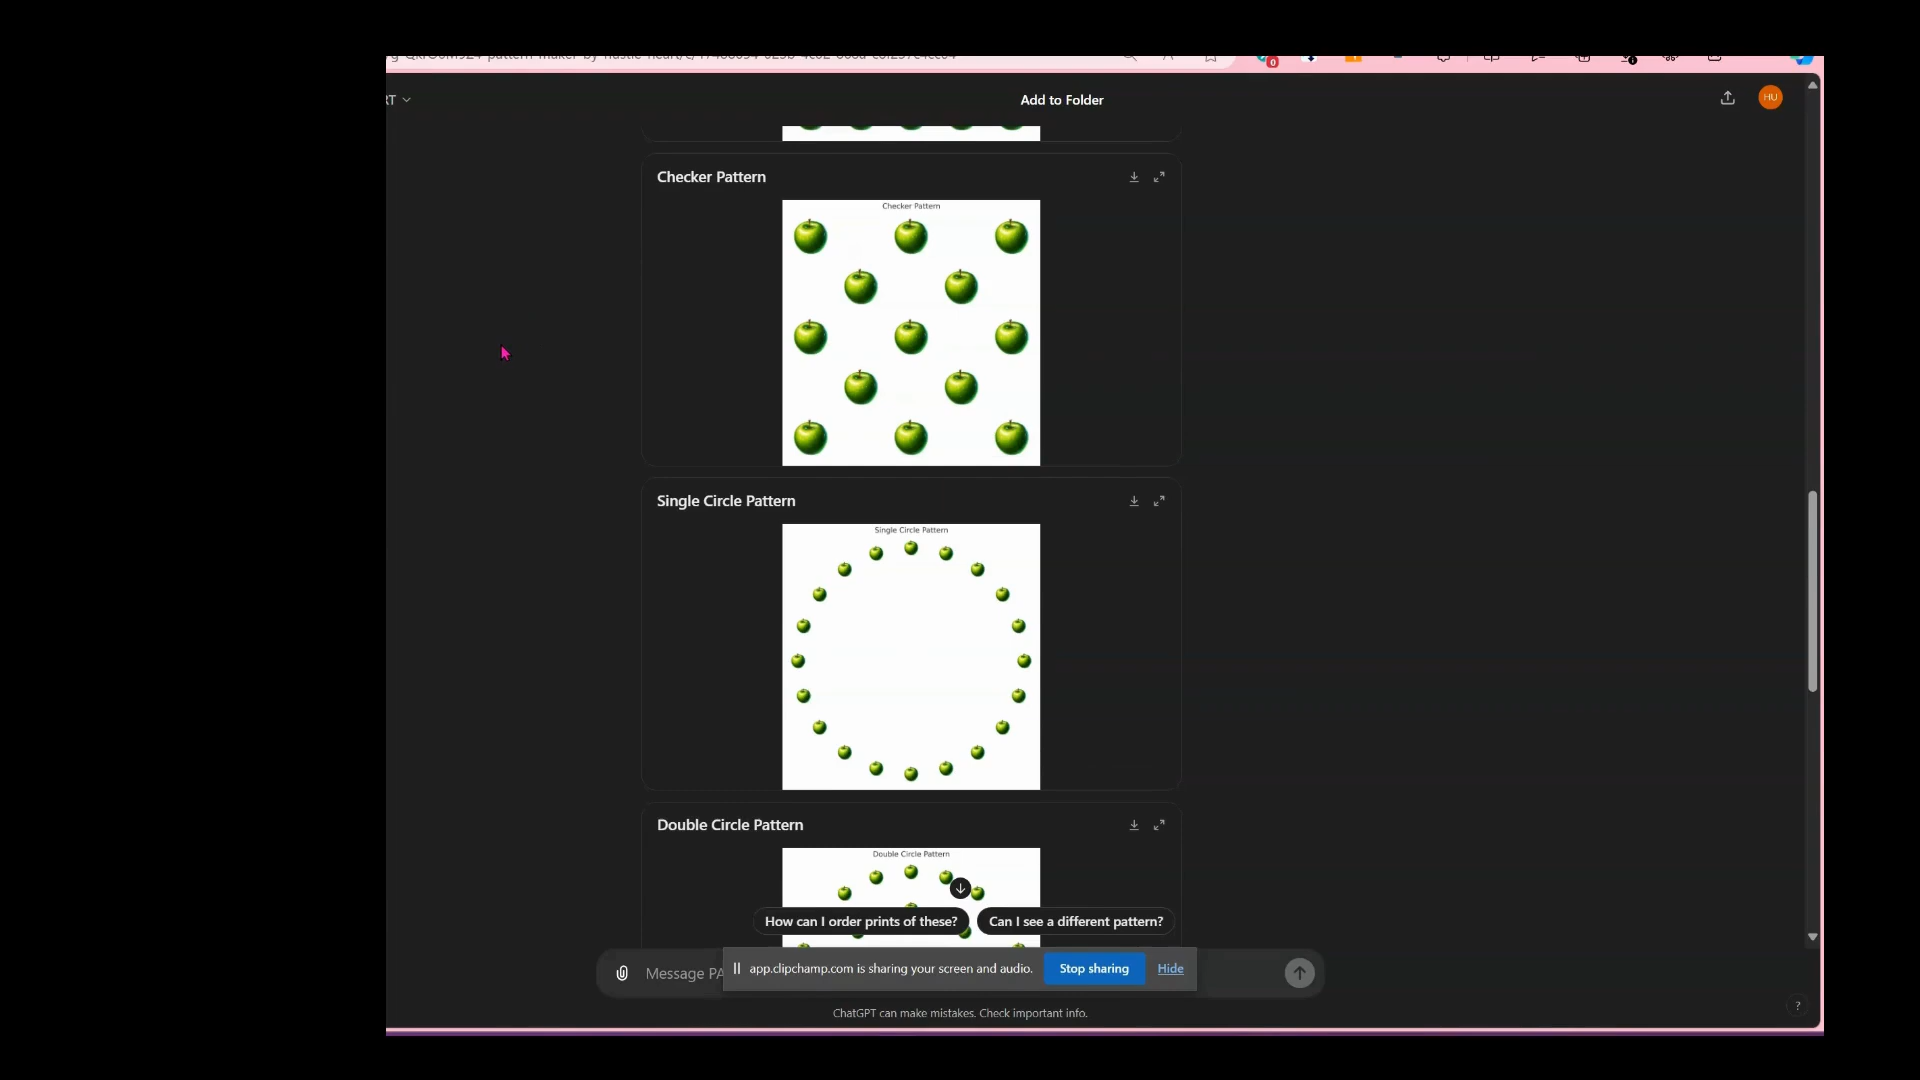 Add to Folder
HU
Checker Pattern
Checker Pattern
Single Circle Pattern
Single Circle Pattern
Double Circle Pattern
Double Circle Pattern
How can I order prints of these?
Can I see a different pattern?
Message PA
app.clipchamp.com is sharing your screen and audio.
Stop sharing
Hide
ChatGPT can make mistakes. Check important info.
?